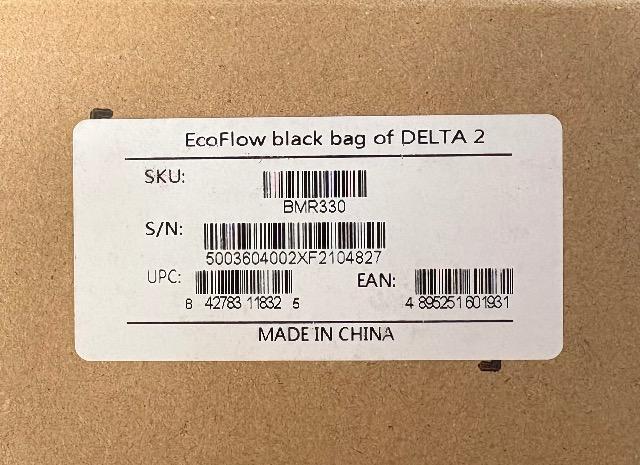 EcoFlow black bag of DELTA 2
SKU:
BMR330
S/N:
5003604002XF2104827
UPC:
8 42783 11832 5
EAN:
4 895251 601931
MADE IN CHINA